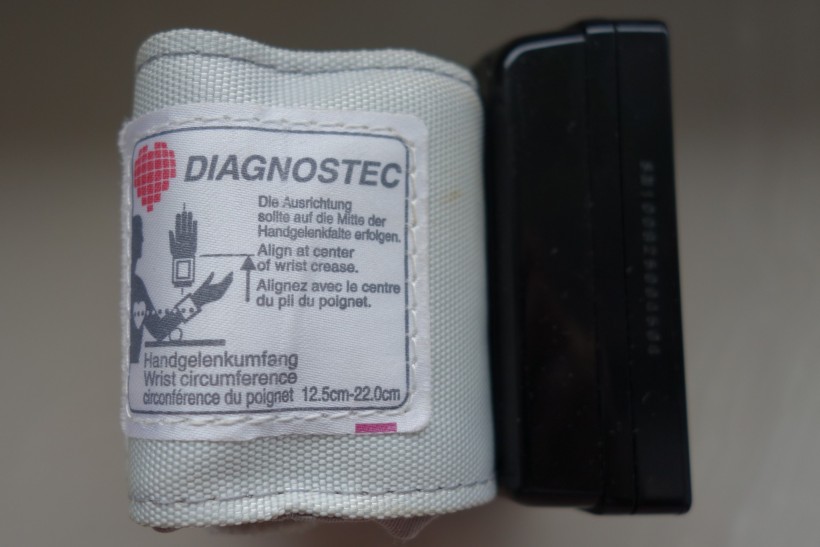 DIAGNOSTEC
Die Ausrichtung
sollte auf die Mitte der
Handgelenkfalte erfolgen.
Align at center
of wrist crease.
Alignez avec le centre
du pli du poignet.
Handgelenkumfang
Wrist circumference
circonférence du poignet 12.5cm-22.0cm